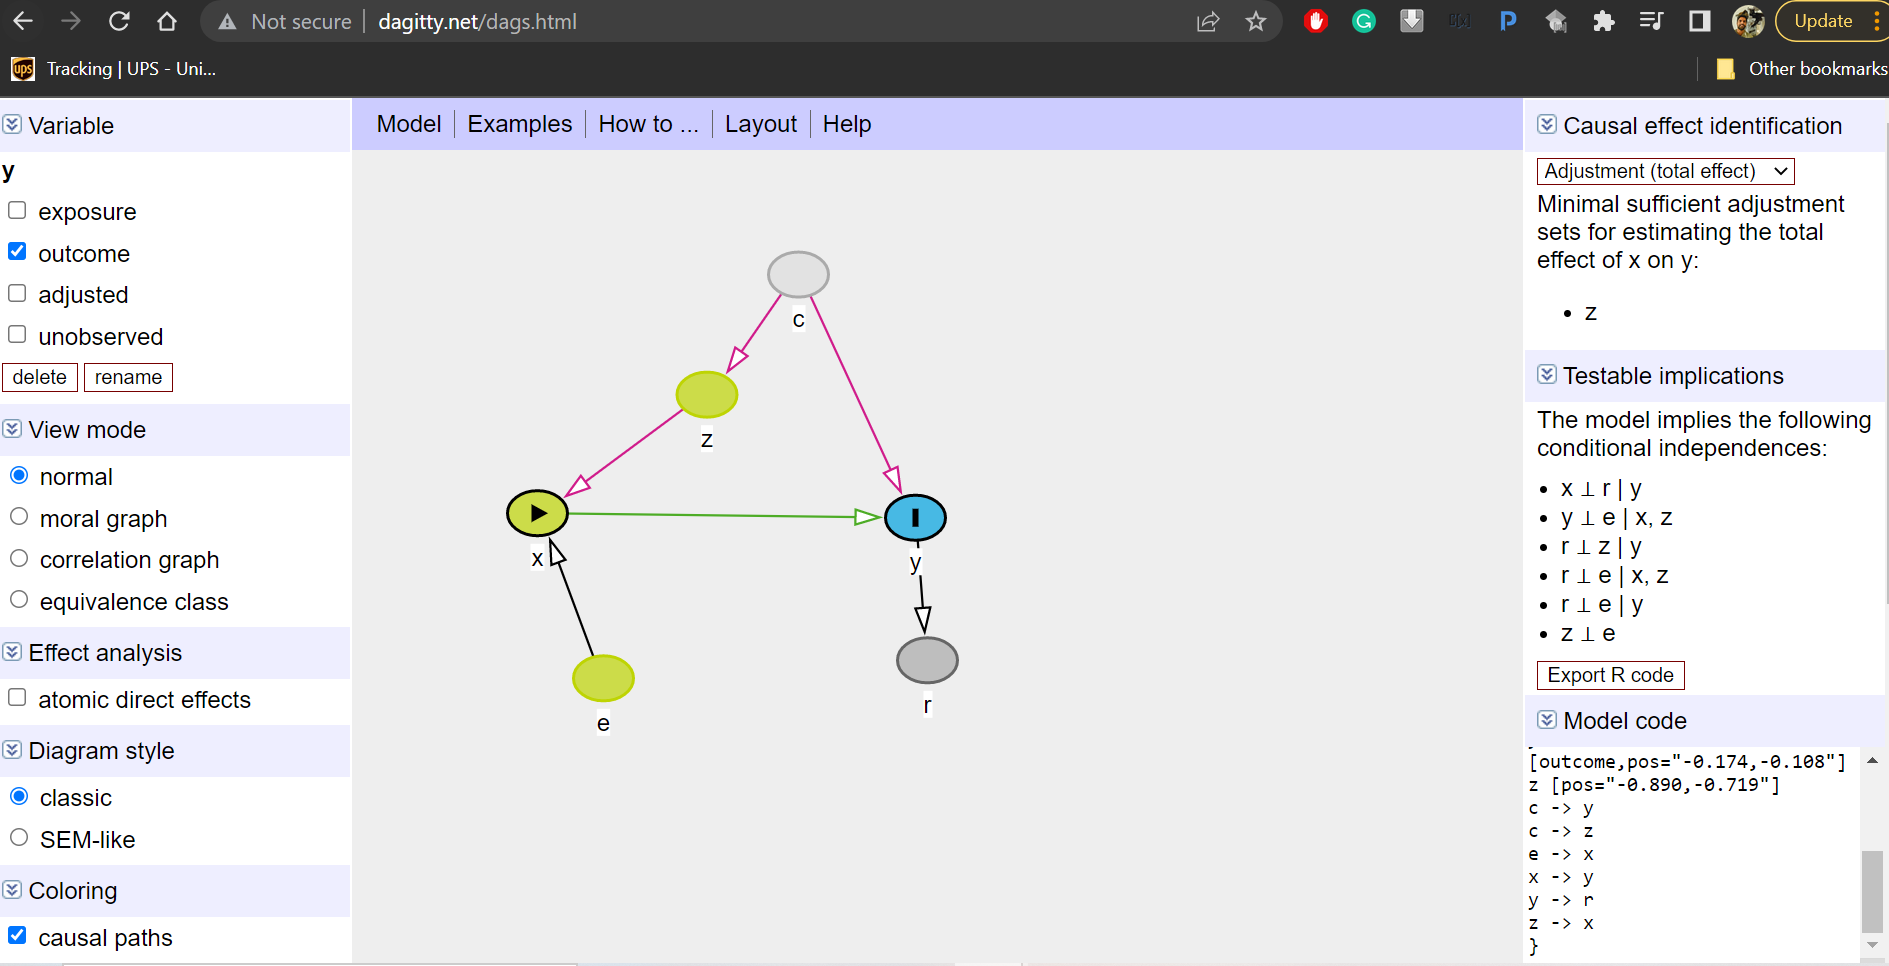 Not secure | dagitty.net/dags.html
Update
ups Tracking | UPS - Uni...
Other bookmarks
Variable
y
exposure
outcome
adjusted
unobserved
delete
rename
View mode
normal
moral graph
correlation graph
equivalence class
Effect analysis
atomic direct effects
Diagram style
classic
SEM-like
Coloring
causal paths
Model | Examples | How to ... | Layout | Help
c
z
x
y
e
r
Causal effect identification
Adjustment (total effect)
Minimal sufficient adjustment
sets for estimating the total
effect of x on y:
• z
Testable implications
The model implies the following
conditional independences:
• x ⊥ r | y
• y ⊥ e | x, z
• r ⊥ z | y
• r ⊥ e | x, z
• r ⊥ e | y
• z ⊥ e
Export R code
Model code
[outcome,pos="-0.174,-0.108"]
z [pos="-0.890,-0.719"]
c -> y
c -> z
e -> x
x -> y
y -> r
z -> x
}